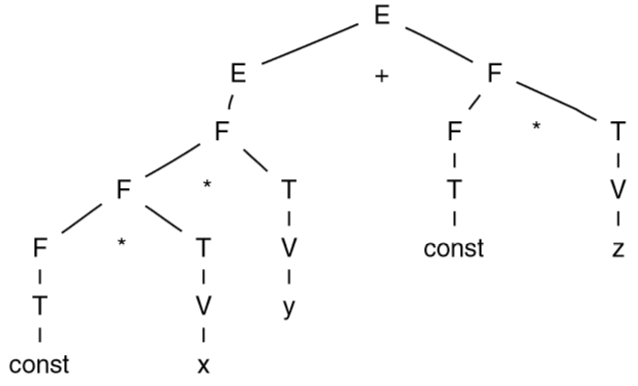 E
E + F
F F * T
F * T T V
F * T V const z
T V y
const x